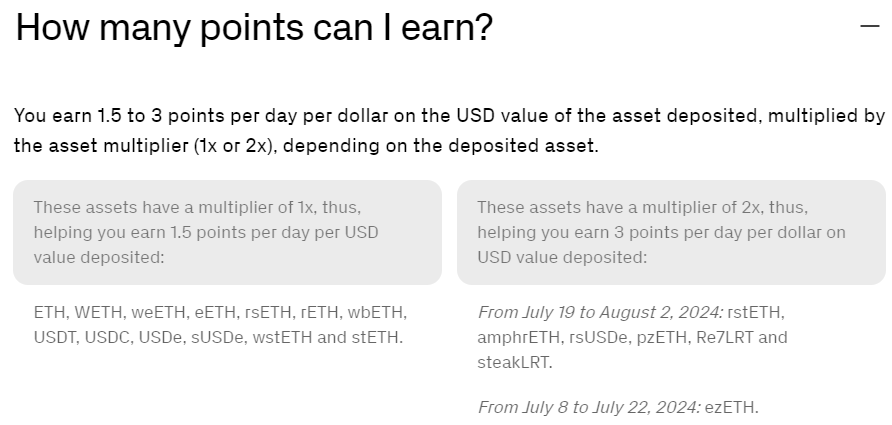 How many points can I earn?
You earn 1.5 to 3 points per day per dollar on the USD value of the asset deposited, multiplied by
the asset multiplier (1x or 2x), depending on the deposited asset.
These assets have a multiplier of 1x, thus,
helping you earn 1.5 points per day per USD
value deposited:
ETH, WETH, weETH, eETH, rsETH, rETH, wbETH,
USDT, USDC, USDe, sUSDe, wstETH and stETH.
These assets have a multiplier of 2x, thus,
helping you earn 3 points per day per dollar on
USD value deposited:
From July 19 to August 2, 2024: rstETH,
amphrETH, rsUSDe, pzETH, Re7LRT and
steakLRT.
From July 8 to July 22, 2024: ezETH.